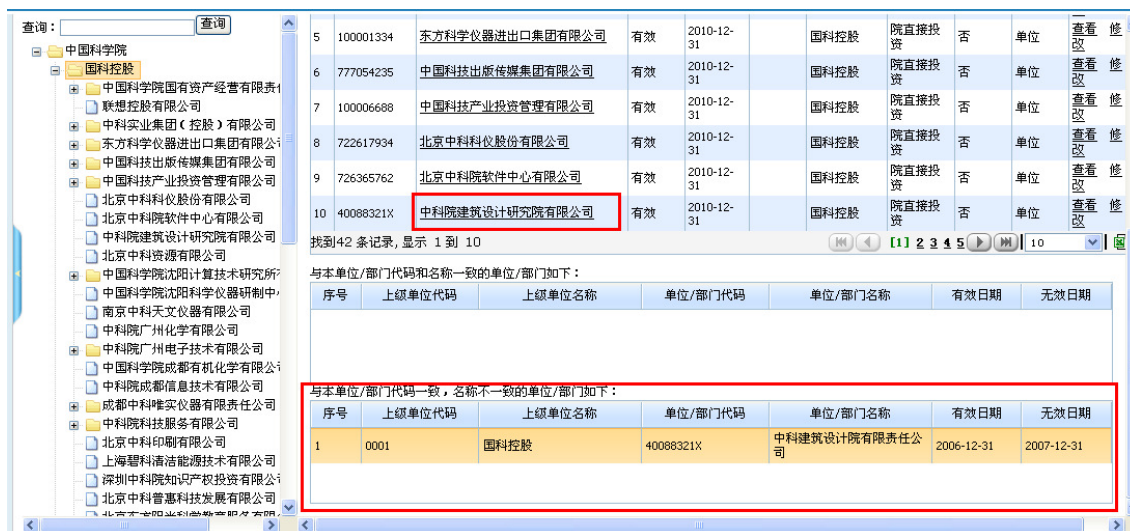 查询： 查询
中国科学院
国科控股
中国科学院国有资产经营有限责
联想控股有限公司
中科实业集团（控股）有限公司
东方科学仪器进出口集团有限公
中国科技出版传媒集团有限公司
中国科技产业投资管理有限公司
北京中科科仪股份有限公司
北京中科院软件中心有限公司
中科院建筑设计研究院有限公司
北京中科资源有限公司
中国科学院沈阳计算技术研究所
中国科学院沈阳科学仪器研制中
南京中科天文仪器有限公司
中科院广州化学有限公司
中科院广州电子技术有限公司
中国科学院成都有机化学有限公
中科院成都信息技术有限公司
成都中科唯实仪器有限责任公司
中科院科技服务有限公司
北京中科印刷有限公司
上海碧科清洁能源技术有限公司
深圳中科院知识产权投资有限公
北京中科普惠科技发展有限公司
5 100001334 东方科学仪器进出口集团有限公司 有效 2010-12-31 国科控股 院直接投资 否 单位 查看 修改
6 777054235 中国科技出版传媒集团有限公司 有效 2010-12-31 国科控股 院直接投资 否 单位 查看 修改
7 100006688 中国科技产业投资管理有限公司 有效 2010-12-31 国科控股 院直接投资 否 单位 查看 修改
8 722617934 北京中科科仪股份有限公司 有效 2010-12-31 国科控股 院直接投资 否 单位 查看 修改
9 726365762 北京中科院软件中心有限公司 有效 2010-12-31 国科控股 院直接投资 否 单位 查看 修改
10 40088321X 中科院建筑设计研究院有限公司 有效 2010-12-31 国科控股 院直接投资 否 单位 查看 修改
找到42 条记录,显示 1 到 10 [1] 2 3 4 5 10
与本单位/部门代码和名称一致的单位/部门如下：
序号 上级单位代码 上级单位名称 单位/部门代码 单位/部门名称 有效日期 无效日期
与本单位/部门代码一致，名称不一致的单位/部门如下：
序号 上级单位代码 上级单位名称 单位/部门代码 单位/部门名称 有效日期 无效日期
1 0001 国科控股 40088321X 中科建筑设计院有限责任公司 2006-12-31 2007-12-31